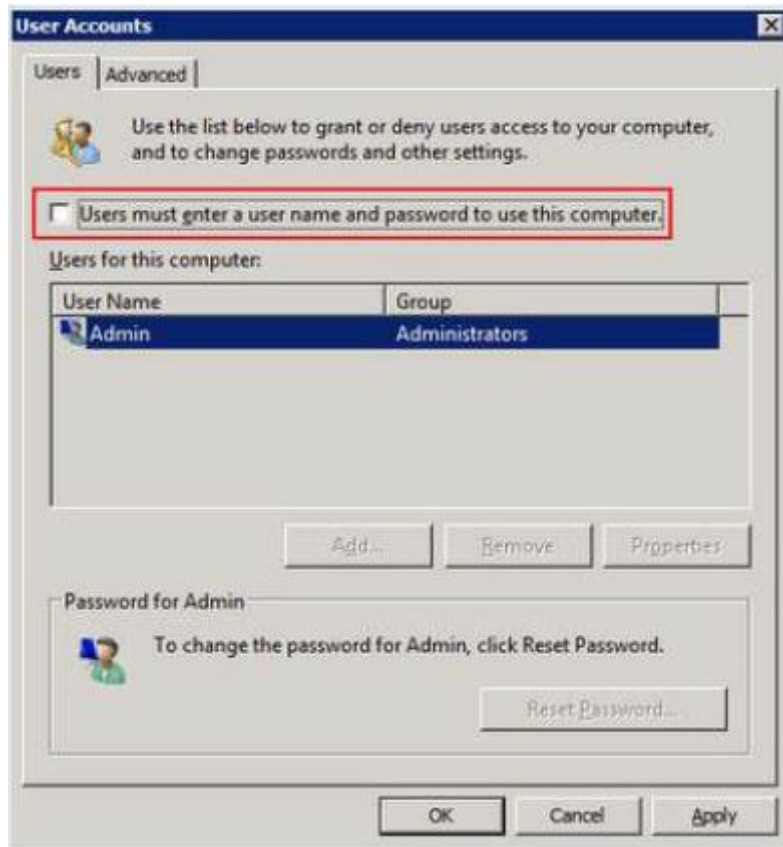 User Accounts
Users
Advanced
Use the list below to grant or deny users access to your computer,
and to change passwords and other settings.
Users must enter a user name and password to use this computer.
Users for this computer:
User Name
Group
Admin
Administrators
Add...
Remove
Properties
Password for Admin
To change the password for Admin, click Reset Password.
Reset Password...
OK
Cancel
Apply